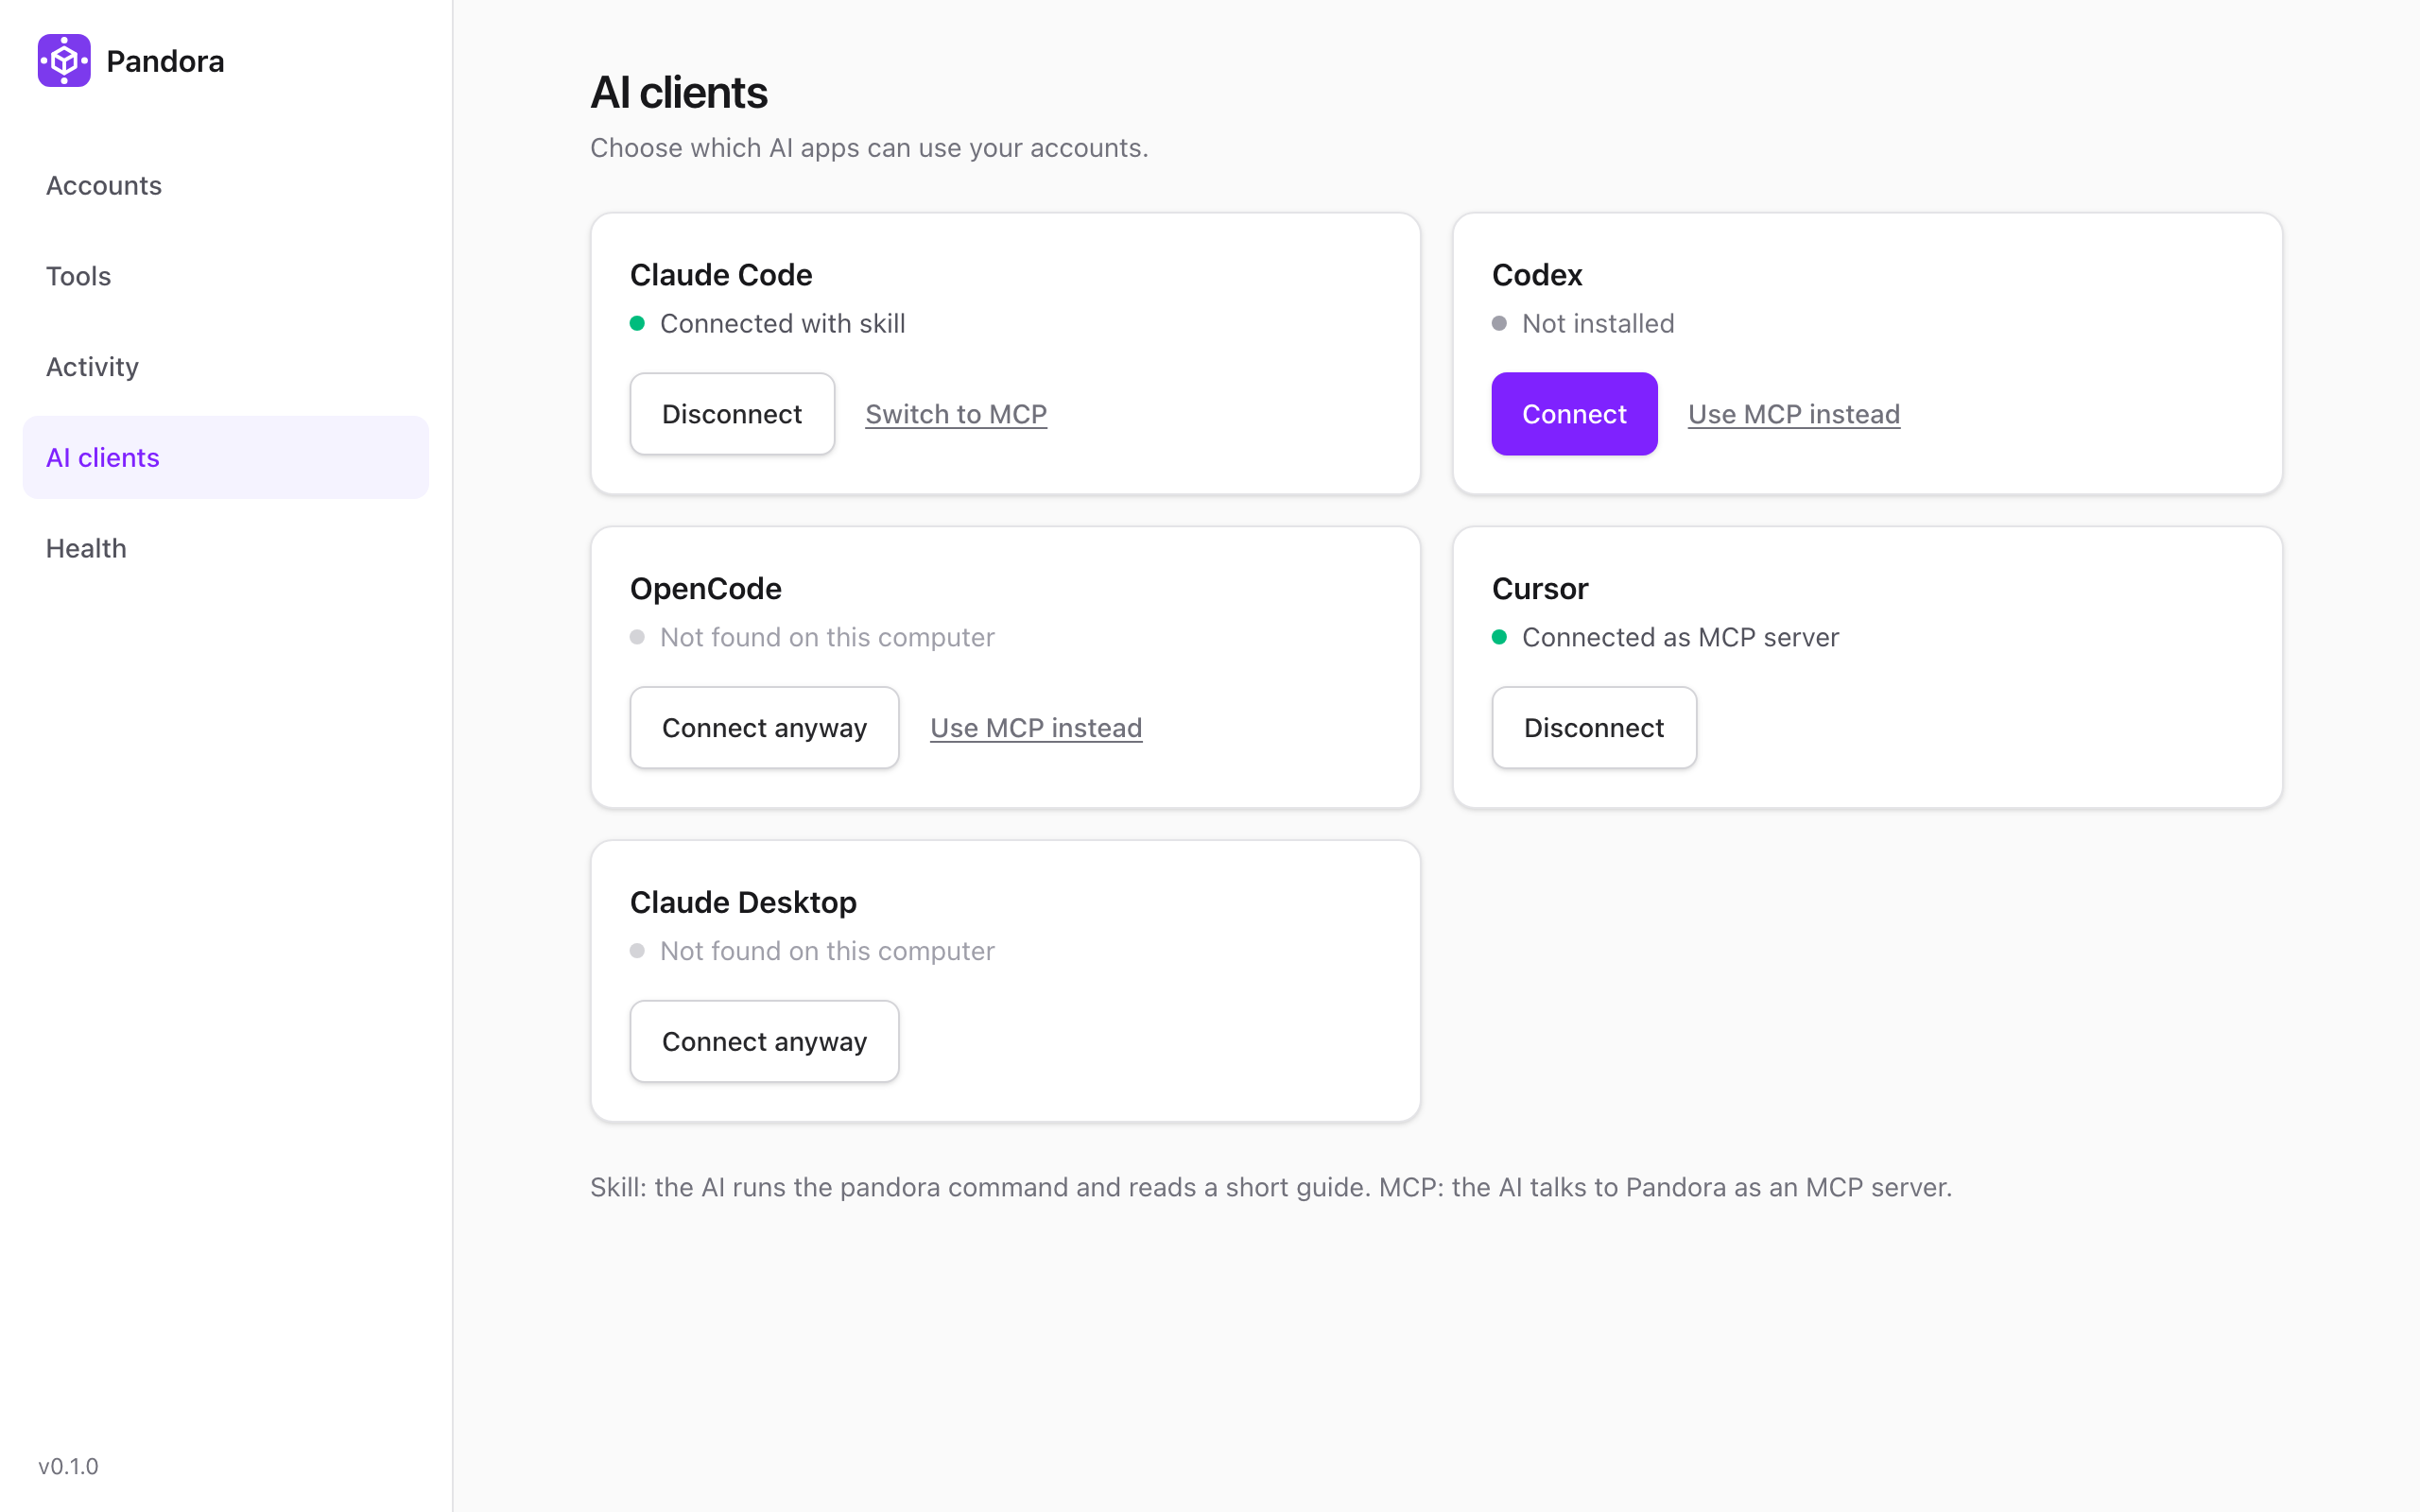 Pandora
Accounts
Tools
Activity
AI clients
Health
v0.1.0
AI clients
Choose which AI apps can use your accounts.
Claude Code
Connected with skill
Disconnect
Switch to MCP
Codex
Not installed
Connect
Use MCP instead
OpenCode
Not found on this computer
Connect anyway
Use MCP instead
Cursor
Connected as MCP server
Disconnect
Claude Desktop
Not found on this computer
Connect anyway
Skill: the AI runs the pandora command and reads a short guide. MCP: the AI talks to Pandora as an MCP server.